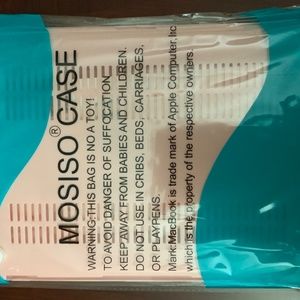 MOSISO® CASE
WARNING:THIS BAG IS NO A TOY!
TO AVOID DANGER OF SUFFOCATION,
KEEP AWAY FROM BABIES AND CHILDREN.
DO NOT USE IN CRIBS, BEDS, CARRIAGES,
OR PLAYPENS.
Mark:MacBook is trade mark of Apple Computer, Inc
which is the property of the respective owners